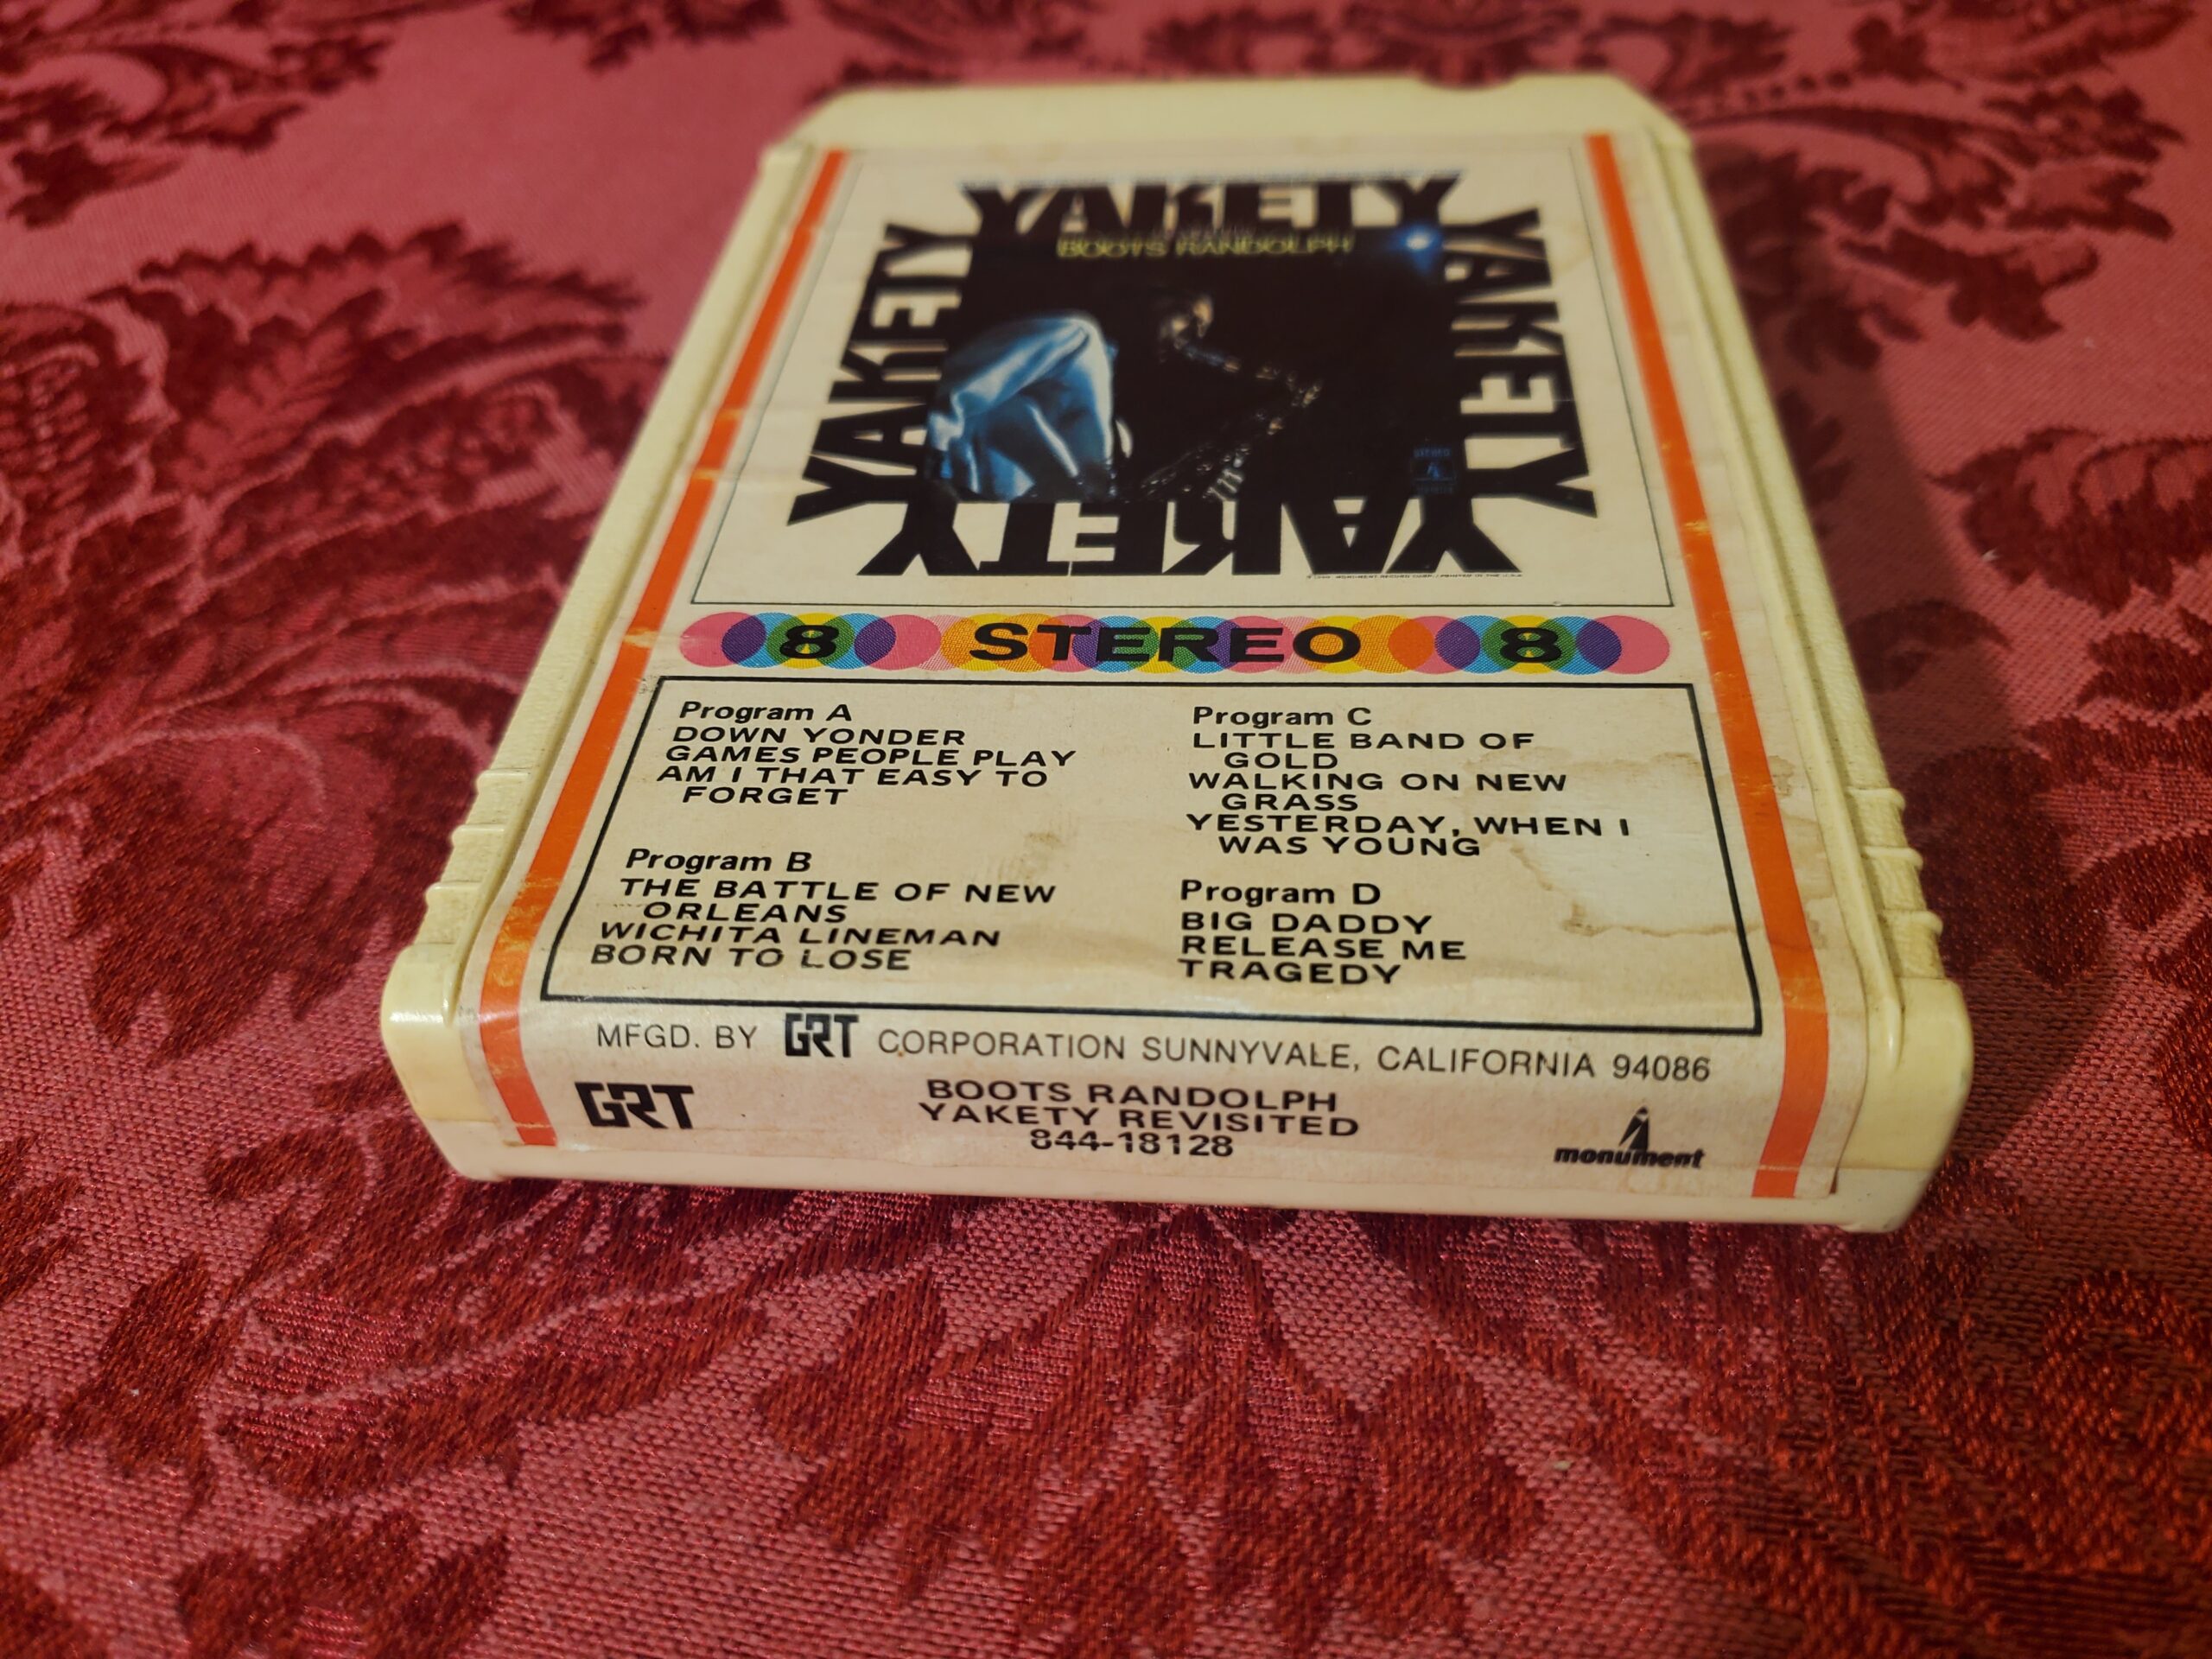 YAKETY
YAKETY
YAKETY
BOOTS RANDOLPH
YAKETY
8 STEREO 8
Program A
DOWN YONDER
GAMES PEOPLE PLAY
AM I THAT EASY TO
FORGET
Program B
THE BATTLE OF NEW
ORLEANS
WICHITA LINEMAN
BORN TO LOSE
Program C
LITTLE BAND OF
GOLD
WALKING ON NEW
GRASS
YESTERDAY, WHEN I
WAS YOUNG
Program D
BIG DADDY
RELEASE ME
TRAGEDY
MFGD. BY GRT CORPORATION SUNNYVALE, CALIFORNIA 94086
GRT
BOOTS RANDOLPH
YAKETY REVISITED
844-18128
monument